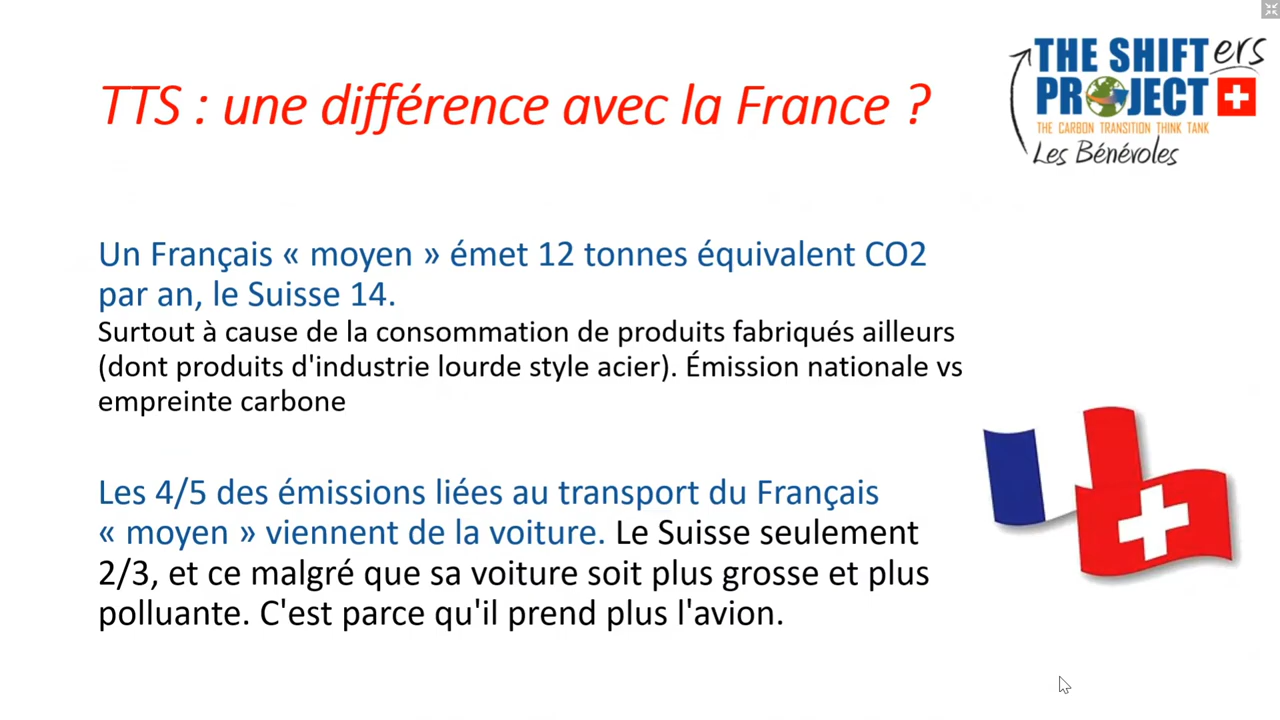 THE SHIFTers
PROJECT
THE CARBON TRANSITION THINK TANK
Les Bénévoles
TTS : une différence avec la France ?
Un Français « moyen » émet 12 tonnes équivalent CO2
par an, le Suisse 14.
Surtout à cause de la consommation de produits fabriqués ailleurs
(dont produits d'industrie lourde style acier). Émission nationale vs
empreinte carbone
Les 4/5 des émissions liées au transport du Français
« moyen » viennent de la voiture. Le Suisse seulement
2/3, et ce malgré que sa voiture soit plus grosse et plus
polluante. C'est parce qu'il prend plus l'avion.